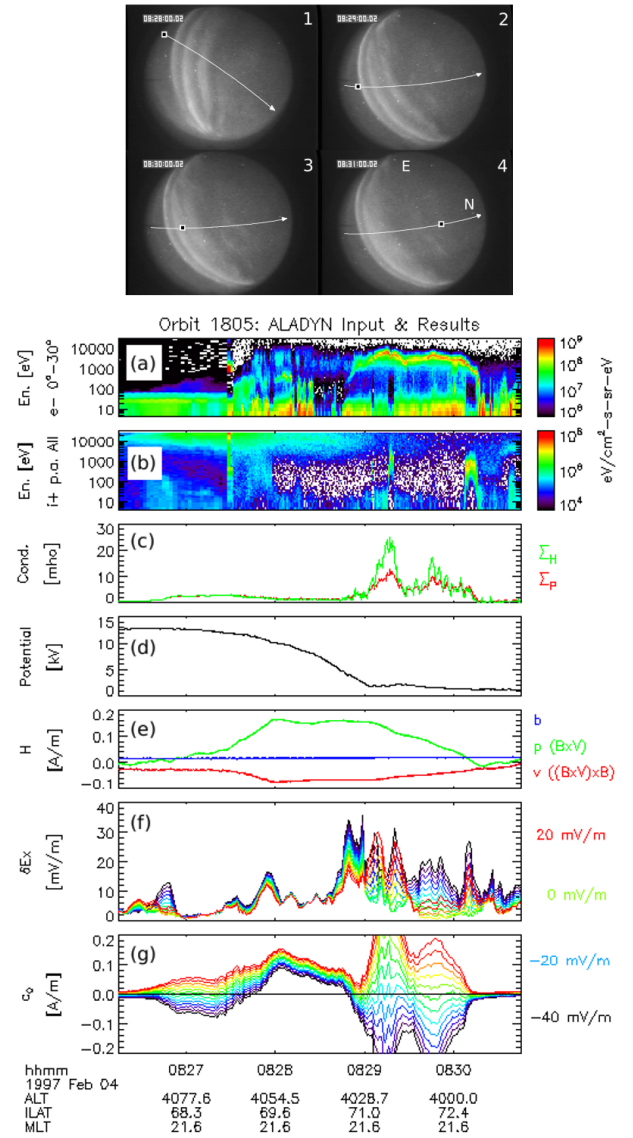 08:28:00.02 1
08:29:00.02 2
08:30:00.02 3
08:31:00.02 E 4
N
Orbit 1805: ALADYN Input & Results
(a)
En. [eV]
e- 0°-30°
10000
1000
100
10
10⁹
10⁸
10⁷
10⁶
eV/cm²-s-sr-eV
(b)
En. [eV]
i+ p.a. All
10000
1000
100
10
10⁸
10⁶
10⁴
(c)
Cond.
[mho]
30
20
10
0
Σ_H
Σ_P
(d)
Potential
[kV]
15
10
5
0
(e)
H
[A/m]
0.2
0.1
0.0
-0.1
b
p (BxV)
v ((BxV)xB)
(f)
δEx
[mV/m]
40
30
20
10
0
20 mV/m
0 mV/m
(g)
c₀
[A/m]
0.2
0.1
0.0
-0.1
-0.2
-20 mV/m
-40 mV/m
hhmm 0827 0828 0829 0830
1997 Feb 04
ALT 4077.6 4054.5 4028.7 4000.0
ILAT 68.3 69.6 71.0 72.4
MLT 21.6 21.6 21.6 21.6